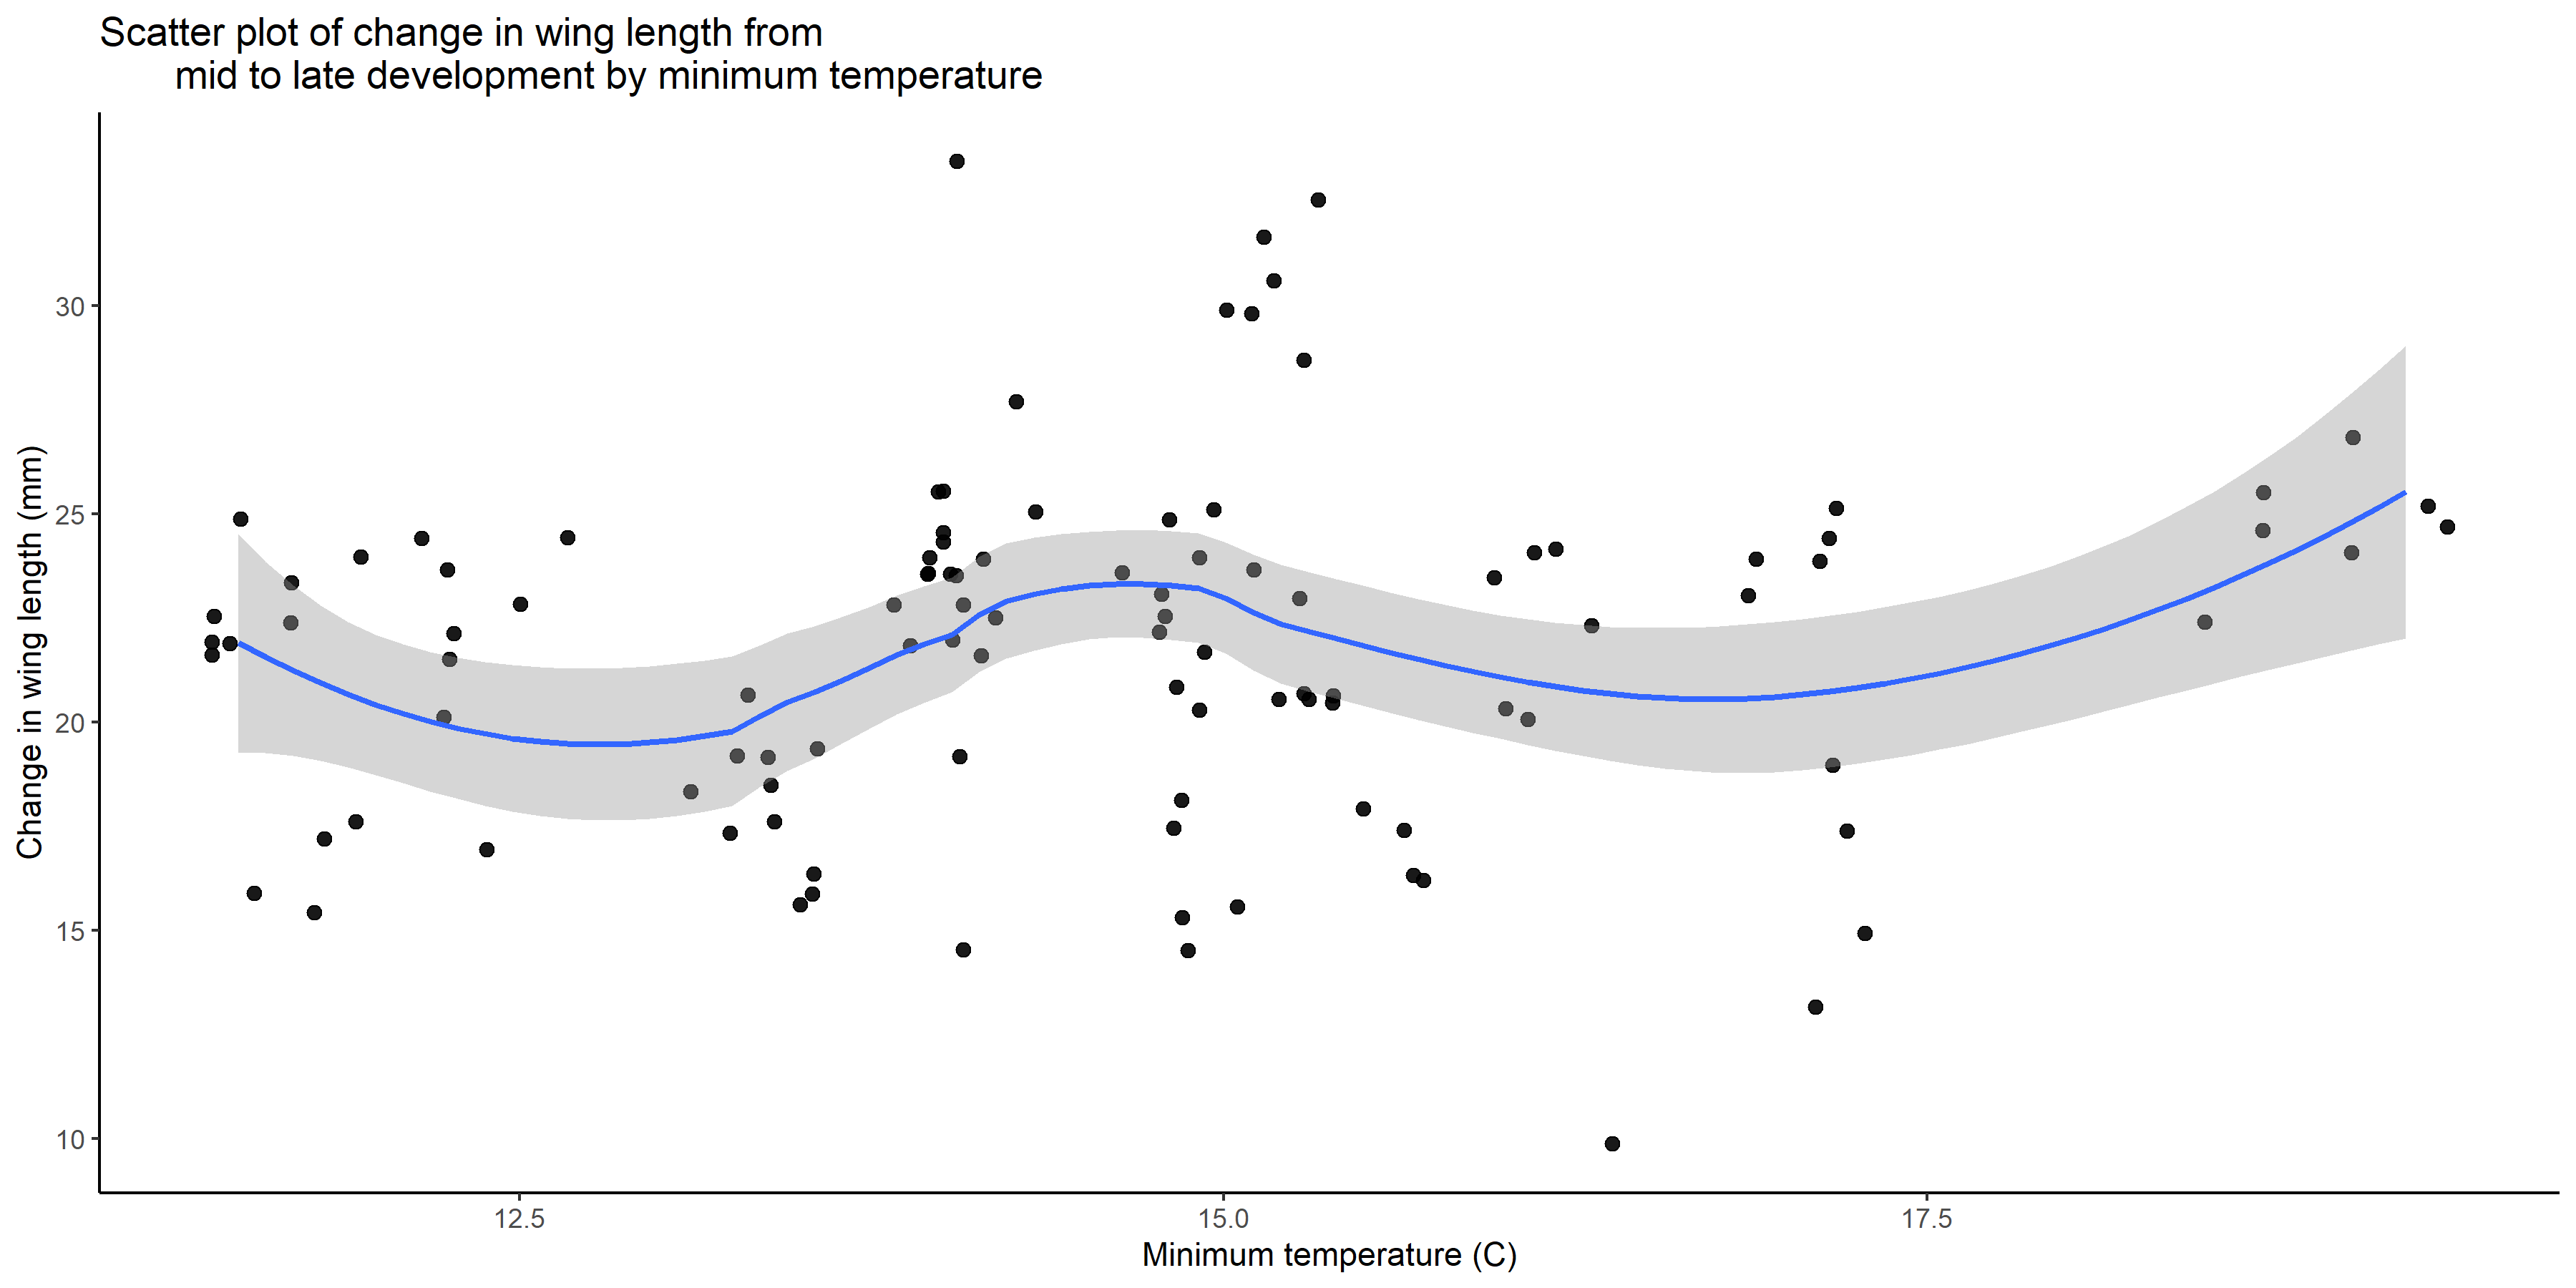 Scatter plot of change in wing length from
mid to late development by minimum temperature
Change in wing length (mm)
30
25
20
15
10
12.5 15.0 17.5
Minimum temperature (C)